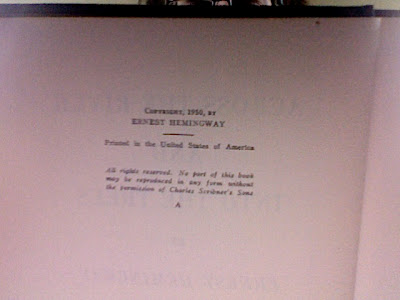 COPYRIGHT, 1950, BY
ERNEST HEMINGWAY
Printed in the United States of America
All rights reserved. No part of this book
may be reproduced in any form without
the permission of Charles Scribner's Sons
A